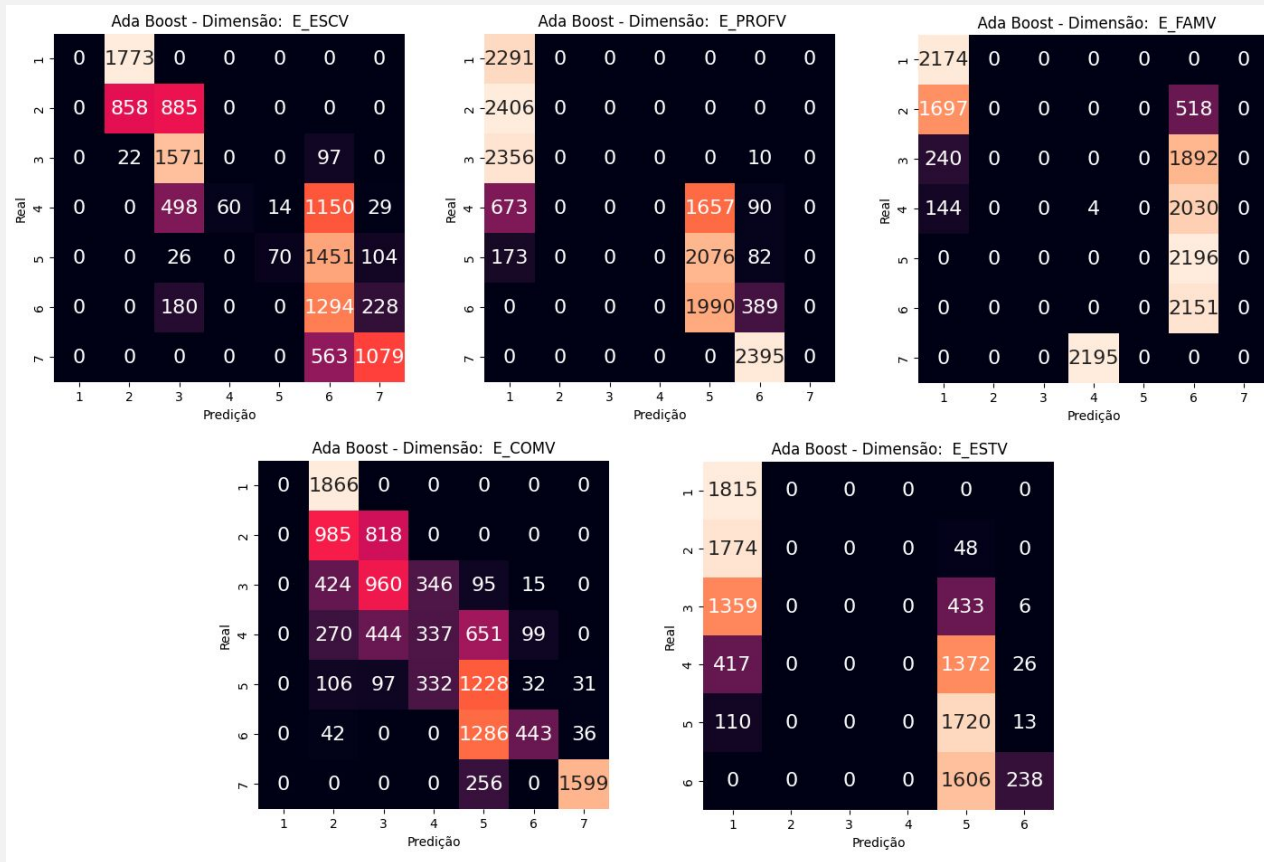 Ada Boost - Dimensão: E_ESCV
1 0 1773 0 0 0 0 0
2 0 858 885 0 0 0 0
3 0 22 1571 0 0 97 0
4 0 0 498 60 14 1150 29
5 0 0 26 0 70 1451 104
6 0 0 180 0 0 1294 228
7 0 0 0 0 0 563 1079
Real
1 2 3 4 5 6 7
Predição
Ada Boost - Dimensão: E_PROFV
1 2291 0 0 0 0 0 0
2 2406 0 0 0 0 0 0
3 2356 0 0 0 0 10 0
4 673 0 0 0 1657 90 0
5 173 0 0 0 2076 82 0
6 0 0 0 0 1990 389 0
7 0 0 0 0 0 2395 0
Real
1 2 3 4 5 6 7
Predição
Ada Boost - Dimensão: E_FAMV
1 2174 0 0 0 0 0 0
2 1697 0 0 0 0 518 0
3 240 0 0 0 0 1892 0
4 144 0 0 4 0 2030 0
5 0 0 0 0 0 2196 0
6 0 0 0 0 0 2151 0
7 0 0 0 2195 0 0 0
Real
1 2 3 4 5 6 7
Predição
Ada Boost - Dimensão: E_COMV
1 0 1866 0 0 0 0 0
2 0 985 818 0 0 0 0
3 0 424 960 346 95 15 0
4 0 270 444 337 651 99 0
5 0 106 97 332 1228 32 31
6 0 42 0 0 1286 443 36
7 0 0 0 0 256 0 1599
Real
1 2 3 4 5 6 7
Predição
Ada Boost - Dimensão: E_ESTV
1 1815 0 0 0 0 0
2 1774 0 0 0 48 0
3 1359 0 0 0 433 6
4 417 0 0 0 1372 26
5 110 0 0 0 1720 13
6 0 0 0 0 1606 238
Real
1 2 3 4 5 6
Predição